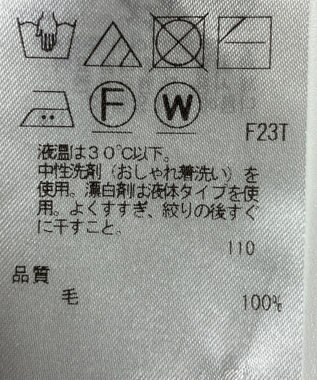 F W
F23T
液温は30℃以下。
中性洗剤（おしゃれ着洗い）を
使用。漂白剤は液体タイプを使
用。よくすすぎ、絞りの後すぐ
に干すこと。
110
品質
毛 100%